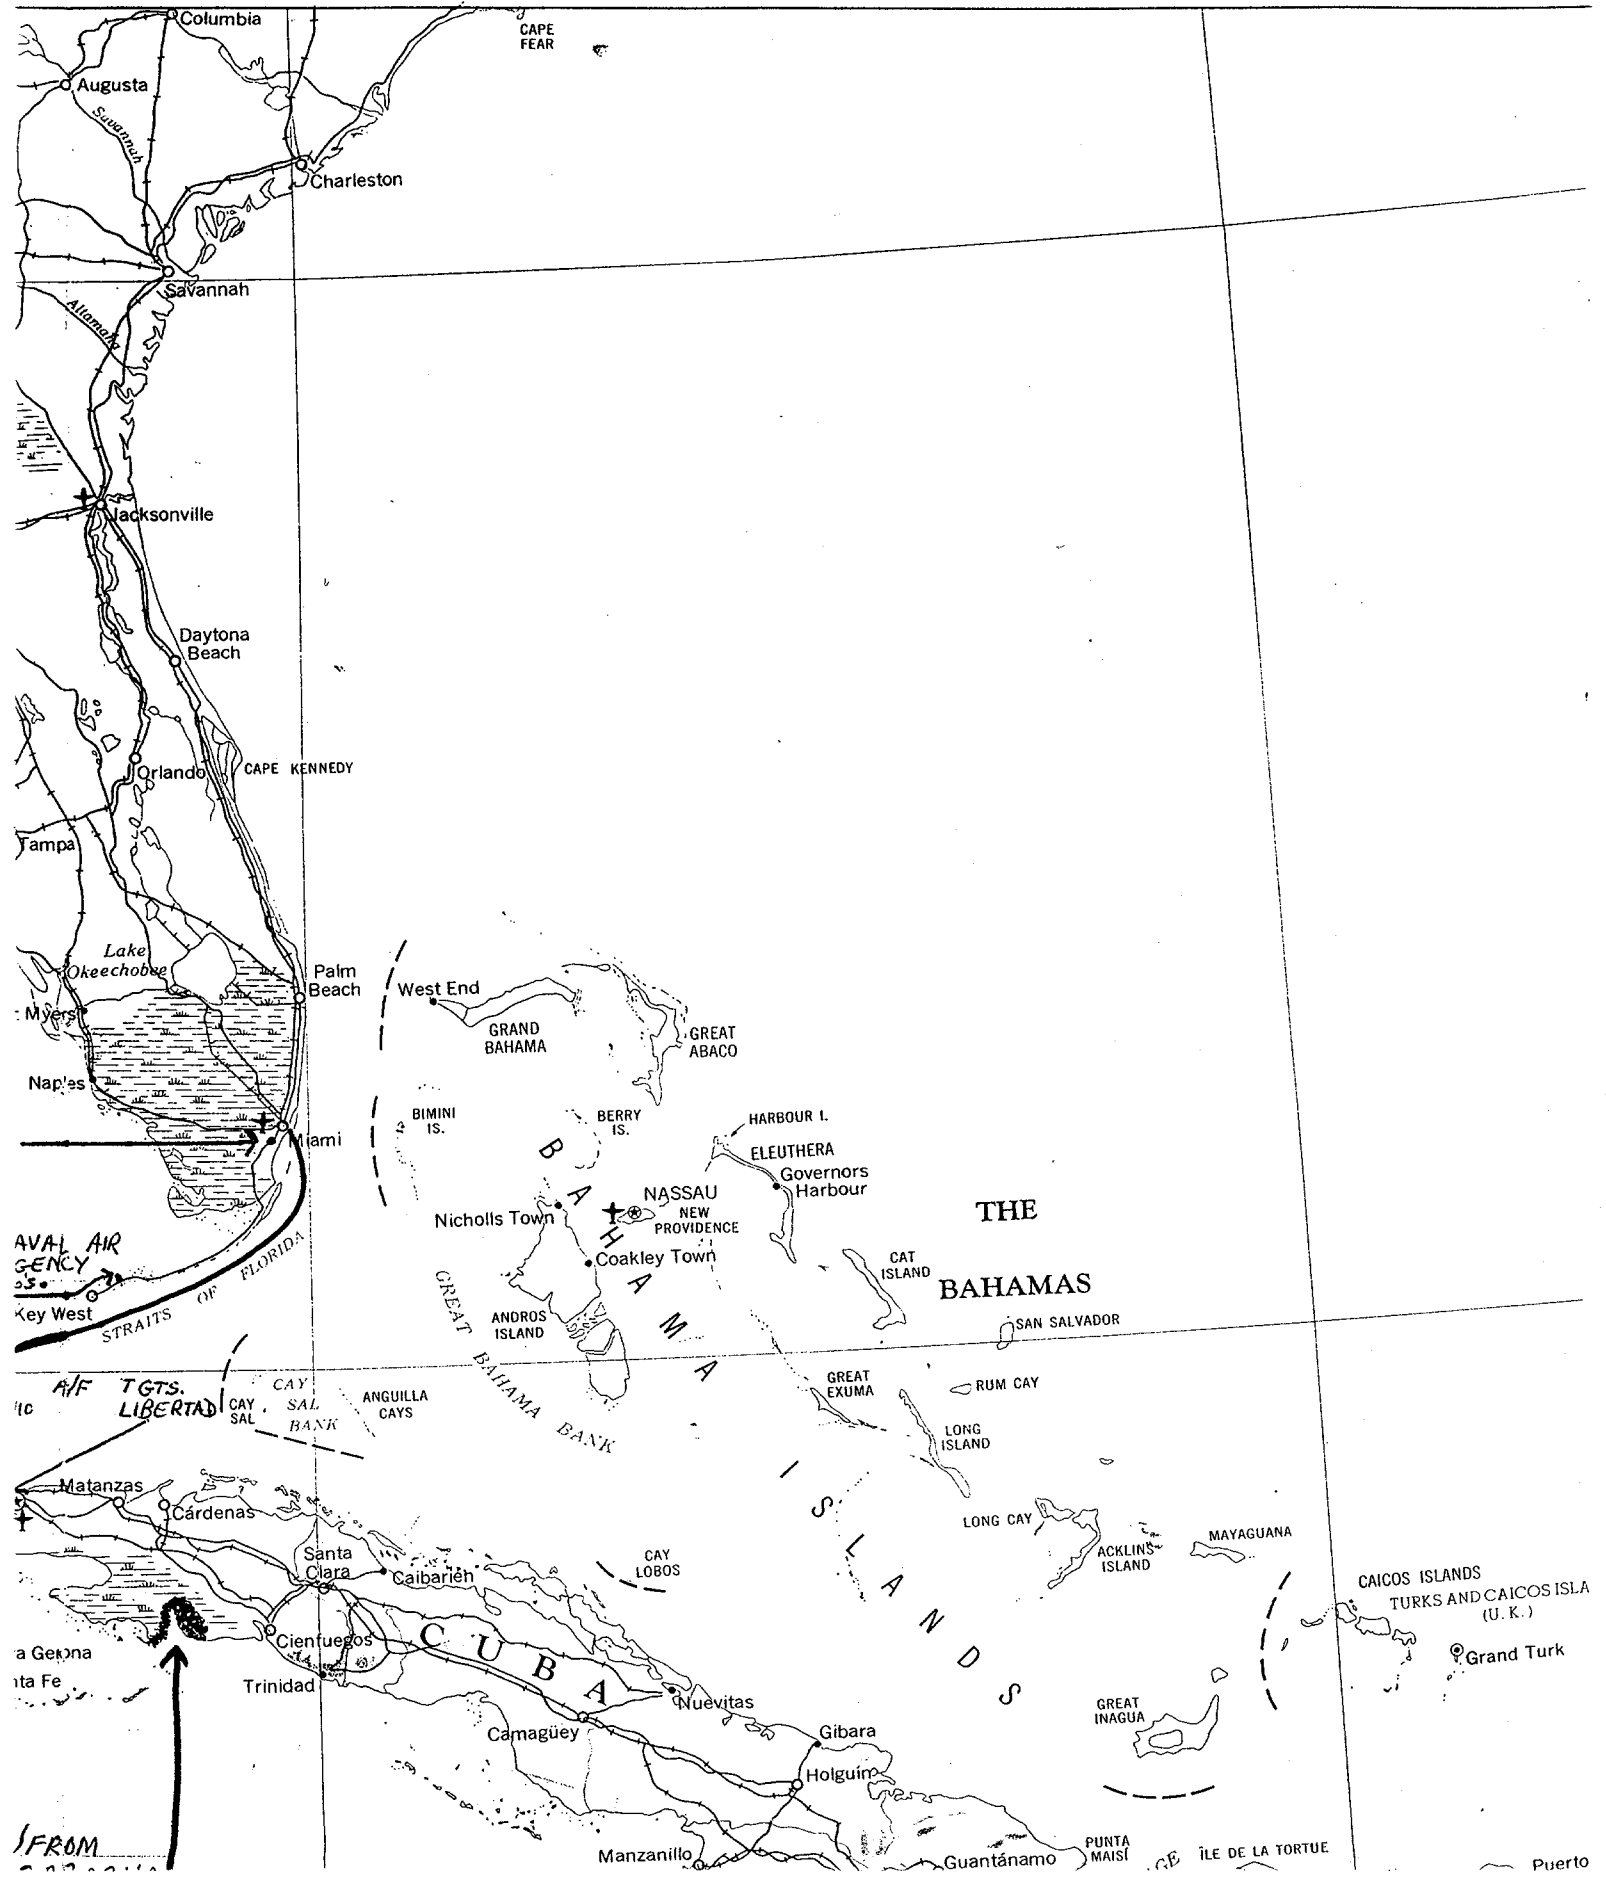 Columbia
CAPE
FEAR
Augusta
Savannah
Charleston
Savannah
Altamaha
Jacksonville
Daytona
Beach
Orlando
CAPE KENNEDY
Tampa
Lake
Okeechobee
Palm
Beach
West End
Myers
GRAND
BAHAMA
GREAT
ABACO
Naples
BIMINI
IS.
BERRY
IS.
HARBOUR I.
Miami
ELEUTHERA
Governors
Harbour
NASSAU
NEW
PROVIDENCE
Nicholls Town
THE
BAHAMAS
AVAL AIR
GENCY
Coakley Town
CAT
ISLAND
STRAITS OF FLORIDA
Key West
ANDROS
ISLAND
SAN SALVADOR
GREAT BAHAMA BANK
BAHAMA ISLANDS
A/F TGTS.
LIBERTAD
CAY
SAL
CAY
SAL
BANK
ANGUILLA
CAYS
GREAT
EXUMA
RUM CAY
LONG
ISLAND
Matanzas
Cárdenas
LONG CAY
ACKLINS
ISLAND
MAYAGUANA
Santa
Clara
Caibarién
CAY
LOBOS
CAICOS ISLANDS
TURKS AND CAICOS ISLA
(U.K.)
Grand Turk
Cienfuegos
CUBA
a Gerona
nta Fe
Trinidad
Nuevitas
Camagüey
GREAT
INAGUA
Gibara
Holguín
FROM
Manzanillo
Guantánamo
PUNTA
MAISÍ
GE
ÎLE DE LA TORTUE
Puerto